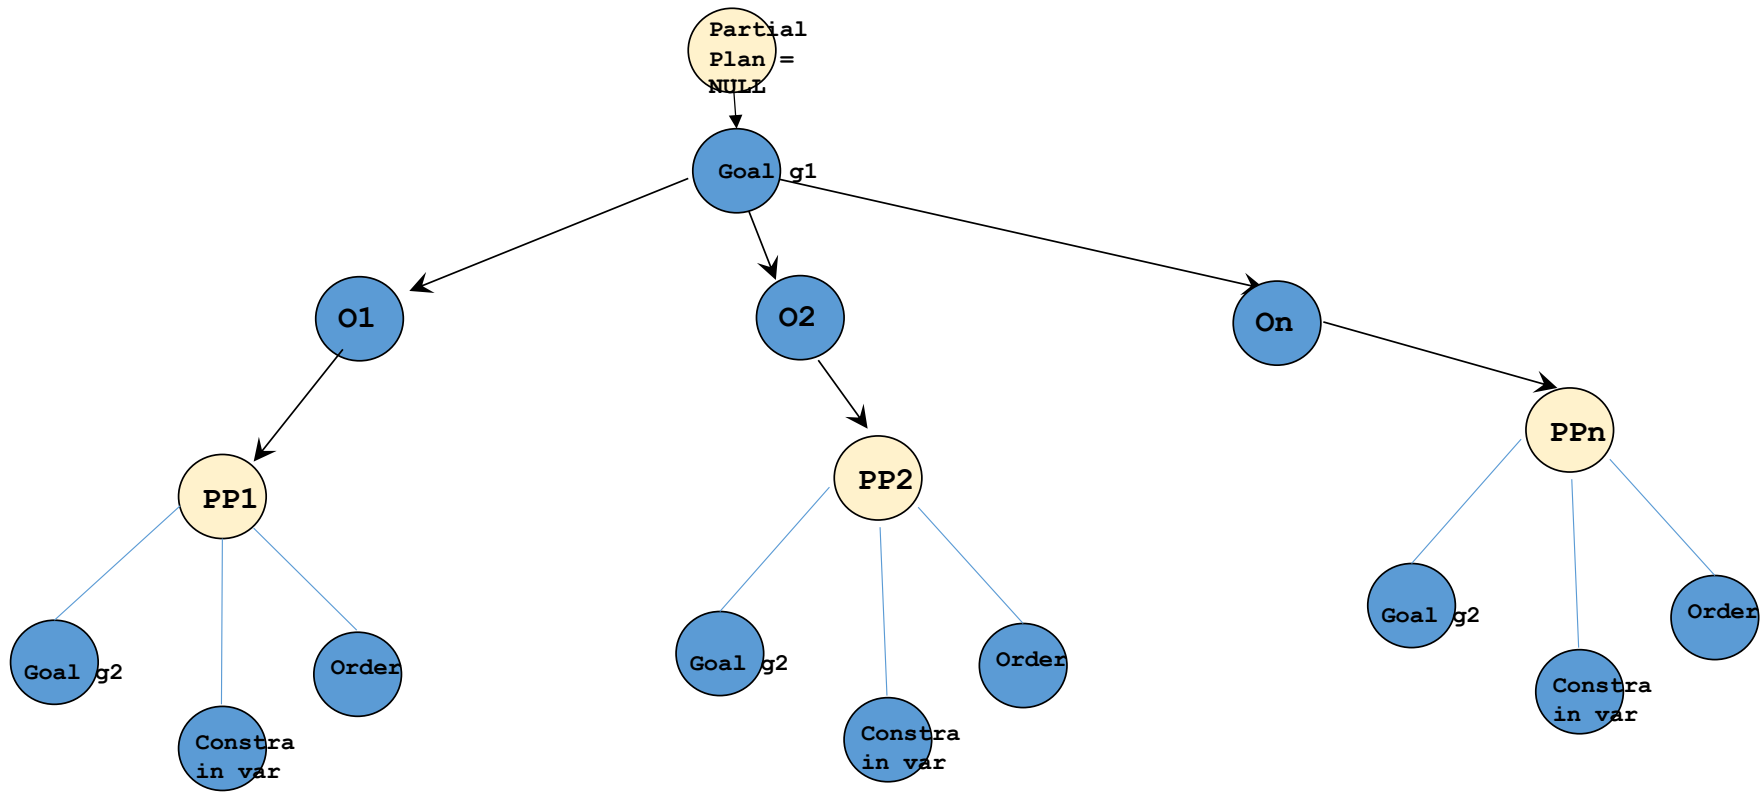 Partial
Plan =
NULL
Goal g1
O1
O2
On
PP1
PP2
PPn
Goal g2
Constra
in var
Order
Goal g2
Constra
in var
Order
Goal g2
Constra
in var
Order